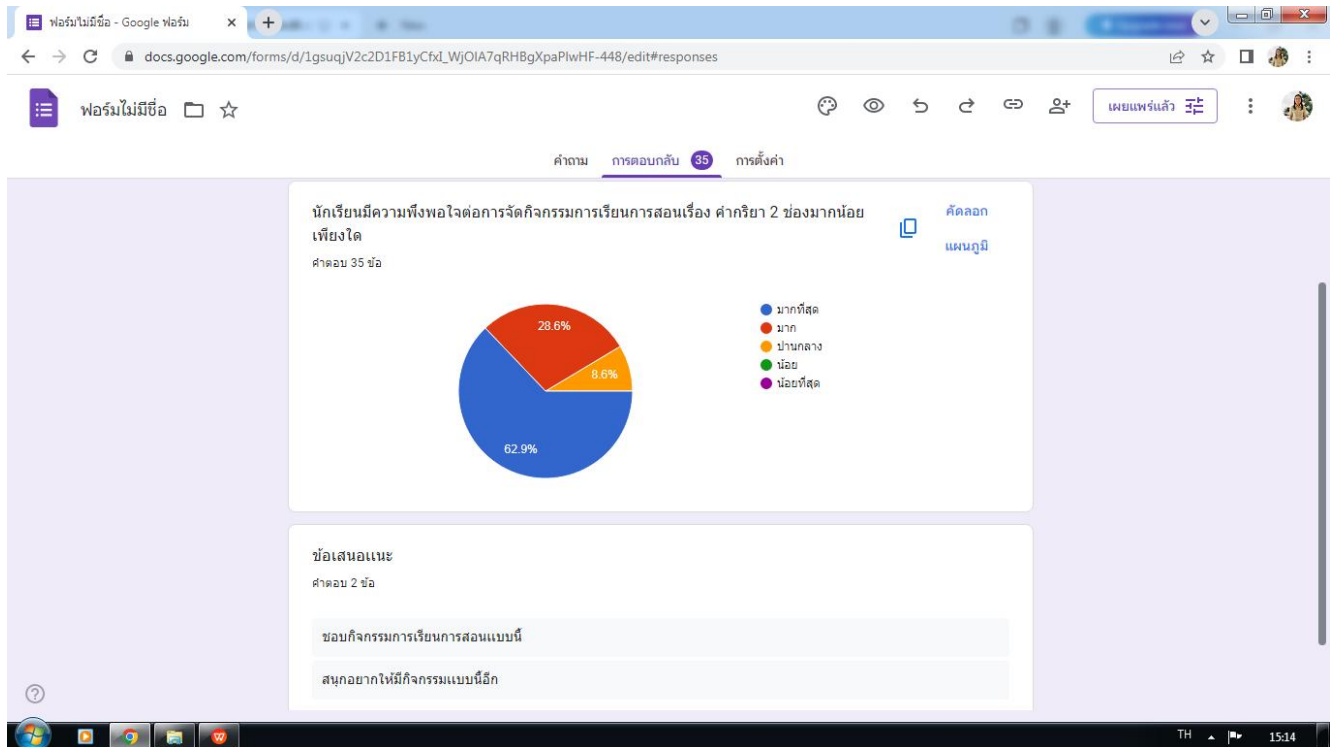 ฟอร์มไม่มีชื่อ - Google ฟอร์ม
docs.google.com/forms/d/1gsuqjV2c2D1FB1yCfxI_WjOIA7qRHBgXpaPlwHF-448/edit#responses
ฟอร์มไม่มีชื่อ
เผยแพร่แล้ว
คำถาม การตอบกลับ 35 การตั้งค่า
นักเรียนมีความพึงพอใจต่อการจัดกิจกรรมการเรียนการสอนเรื่อง คำกริยา 2 ช่องมากน้อย
เพียงใด
คำตอบ 35 ข้อ
คัดลอก
แผนภูมิ
28.6%
8.6%
62.9%
มากที่สุด
มาก
ปานกลาง
น้อย
น้อยที่สุด
ข้อเสนอแนะ
คำตอบ 2 ข้อ
ชอบกิจกรรมการเรียนการสอนแบบนี้
สนุกอยากให้มีกิจกรรมแบบนี้อีก
TH 15:14